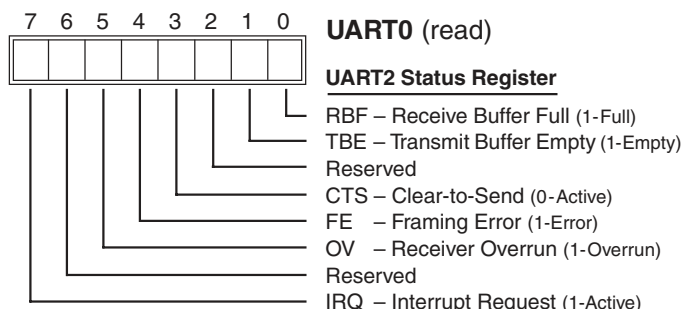 7 6 5 4 3 2 1 0
UART0 (read)
UART2 Status Register
RBF – Receive Buffer Full (1-Full)
TBE – Transmit Buffer Empty (1-Empty)
Reserved
CTS – Clear-to-Send (0-Active)
FE – Framing Error (1-Error)
OV – Receiver Overrun (1-Overrun)
Reserved
IRQ – Interrupt Request (1-Active)